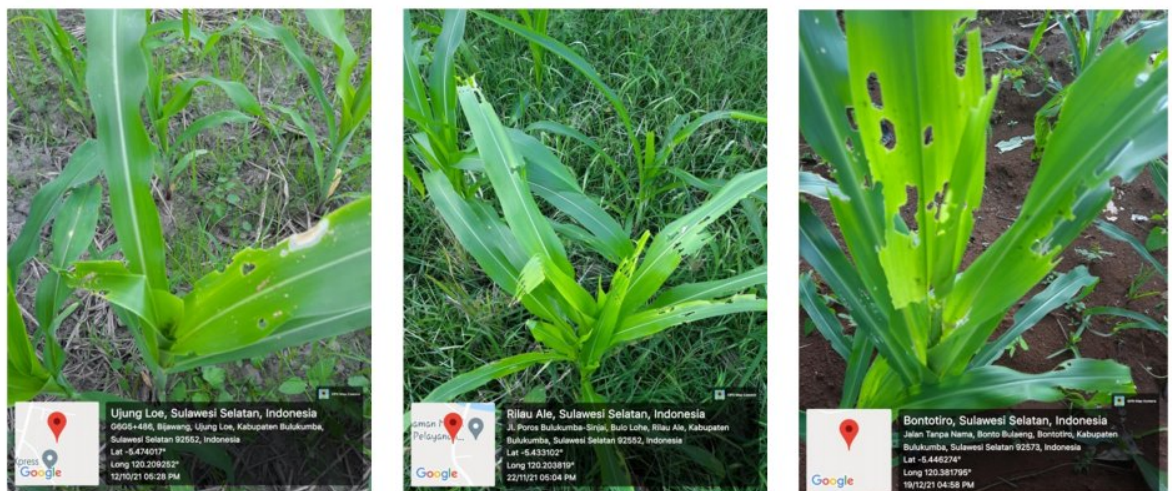 Ujung Loe, Sulawesi Selatan, Indonesia
G6G5+486, Bijawang, Ujung Loe, Kabupaten Bulukumba,
Sulawesi Selatan 92552, Indonesia
Lat -5.474017°
Long 120.209252°
12/10/21 05:28 PM
xpress
Google
Rilau Ale, Sulawesi Selatan, Indonesia
Jl. Poros Bulukumba-Sinjai, Bulo Lohe, Rilau Ale, Kabupaten
Bulukumba, Sulawesi Selatan 92552, Indonesia
Lat -5.433102°
Long 120.203819°
22/11/21 05:04 PM
aman
Pelayan
Google
Bontotiro, Sulawesi Selatan, Indonesia
Jalan Tanpa Nama, Bonto Bulaeng, Bontotiro, Kabupaten
Bulukumba, Sulawesi Selatan 92573, Indonesia
Lat -5.446274°
Long 120.381795°
19/12/21 04:58 PM
Google